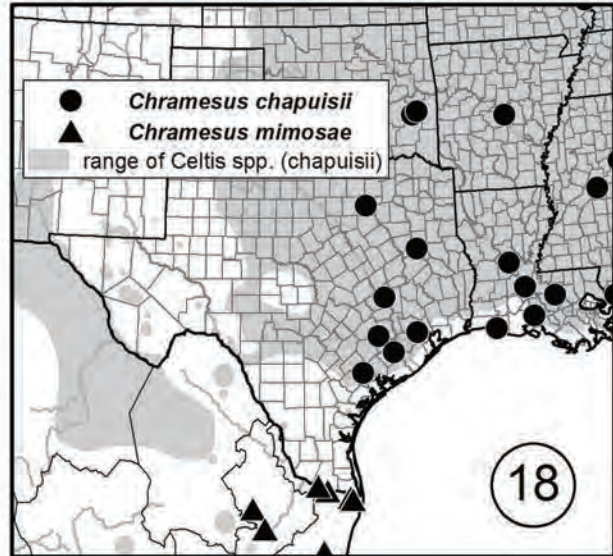 Chramesus chapuisii
Chramesus mimosae
range of Celtis spp. (chapuisii)
18